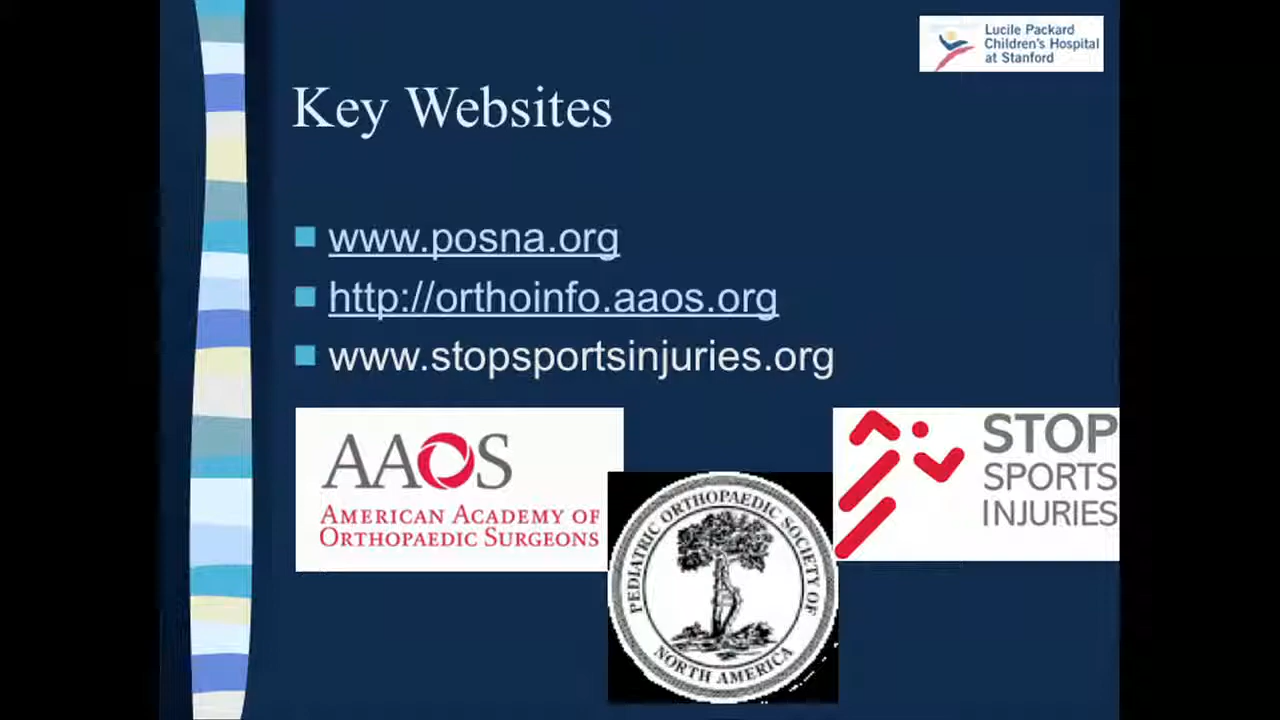 Lucile Packard
Children's Hospital
at Stanford
Key Websites
www.posna.org
http://orthoinfo.aaos.org
www.stopsportsinjuries.org
AAOS
AMERICAN ACADEMY OF
ORTHOPAEDIC SURGEONS
PEDIATRIC ORTHOPAEDIC SOCIETY OF
NORTH AMERICA
STOP
SPORTS
INJURIES